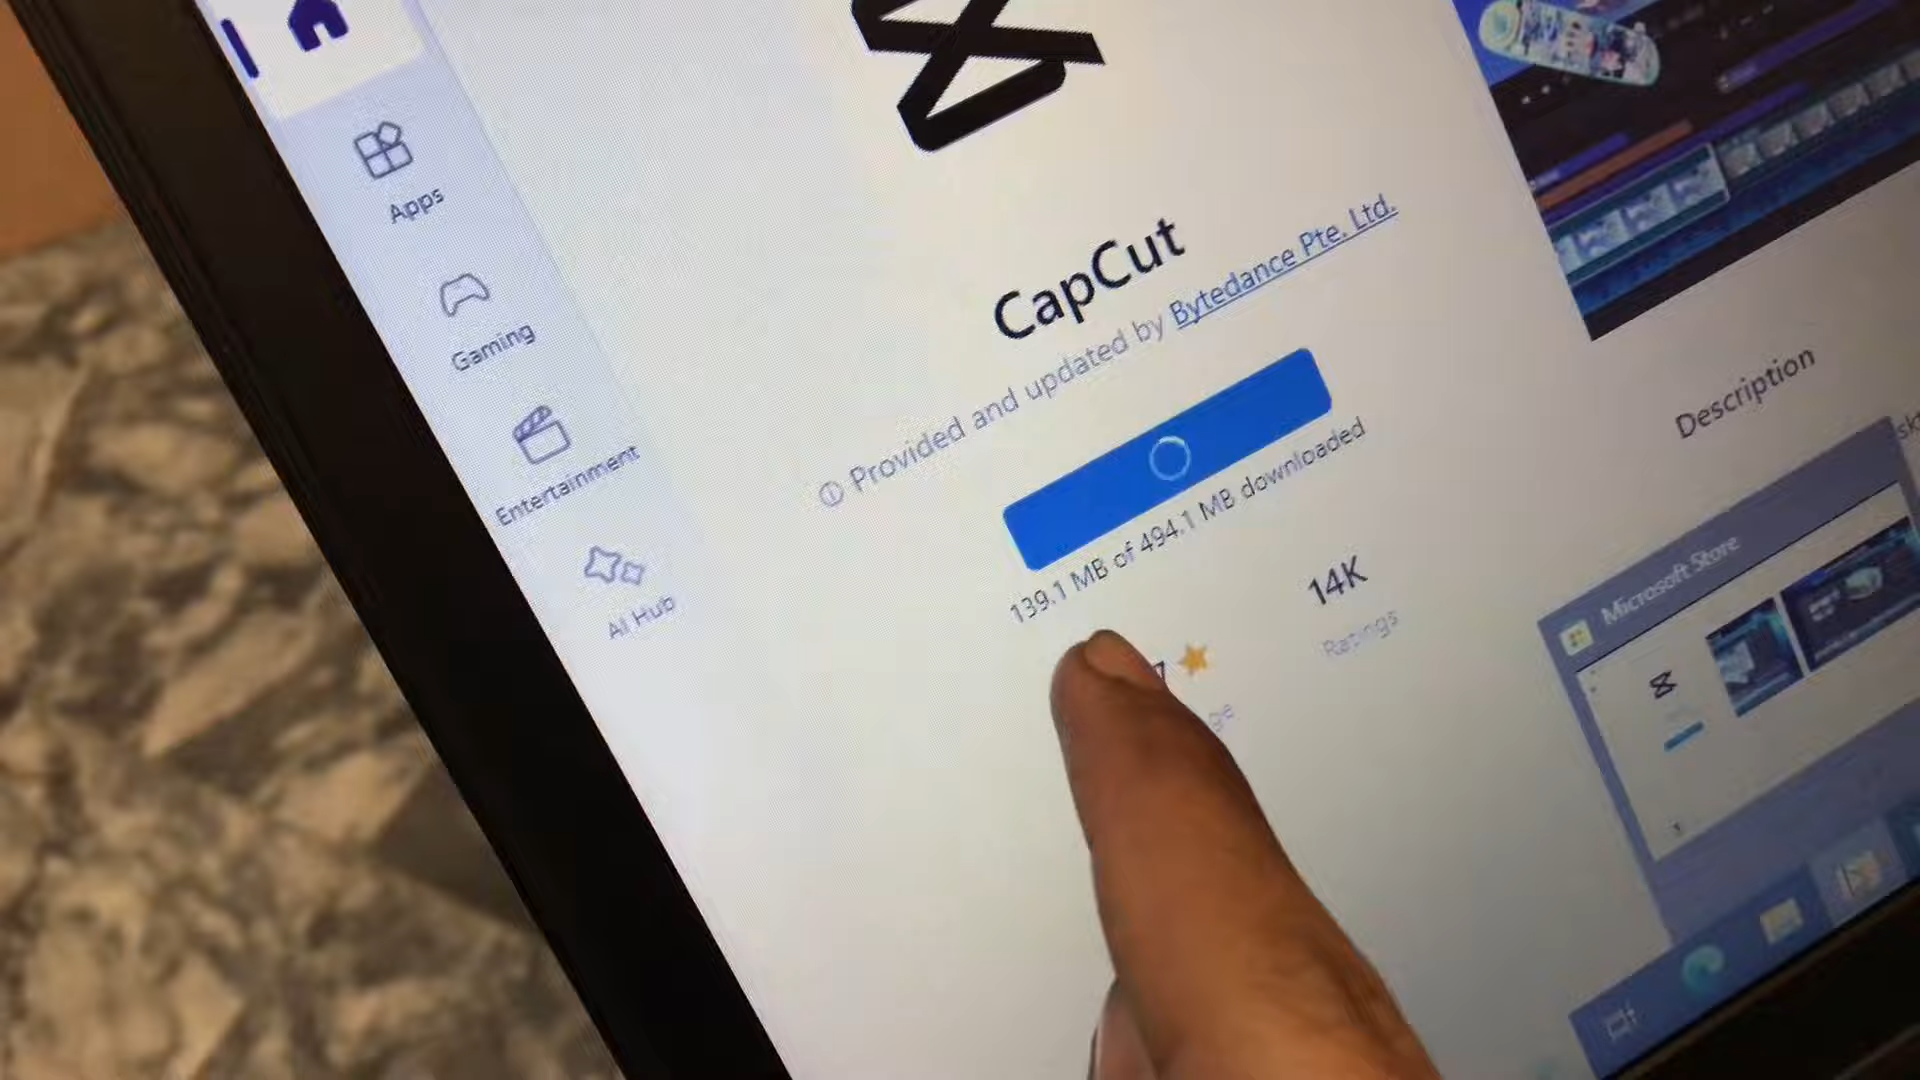 Apps
Gaming
Entertainment
AI Hub
CapCut
Provided and updated by Bytedance Pte. Ltd.
139.1 MB of 494.1 MB downloaded
7
14K
Ratings
Description
Microsoft Store